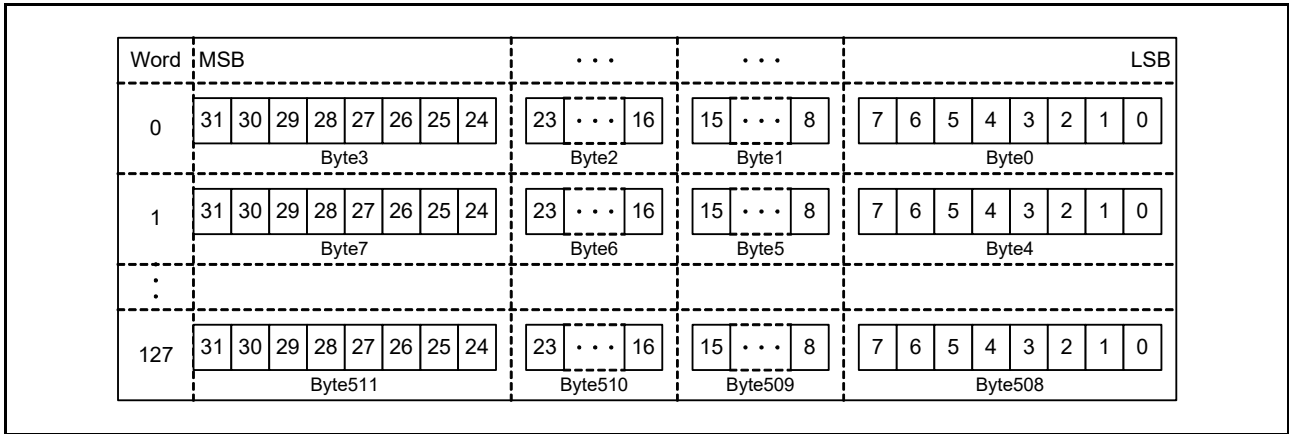 Word MSB ... ... LSB
0 31 30 29 28 27 26 25 24 23 ... 16 15 ... 8 7 6 5 4 3 2 1 0
Byte3 Byte2 Byte1 Byte0
1 31 30 29 28 27 26 25 24 23 ... 16 15 ... 8 7 6 5 4 3 2 1 0
Byte7 Byte6 Byte5 Byte4
:
127 31 30 29 28 27 26 25 24 23 ... 16 15 ... 8 7 6 5 4 3 2 1 0
Byte511 Byte510 Byte509 Byte508